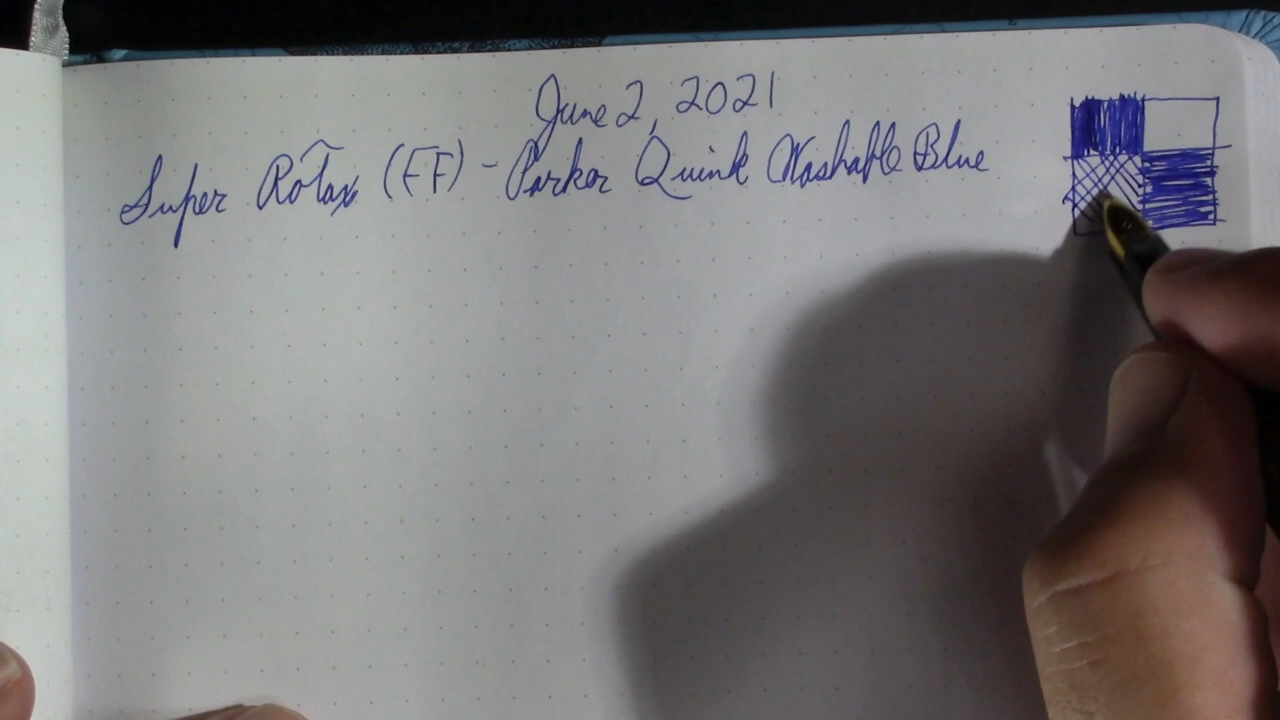 June 2, 2021
Super RoTax (EF) - Parker Quink Washable Blue